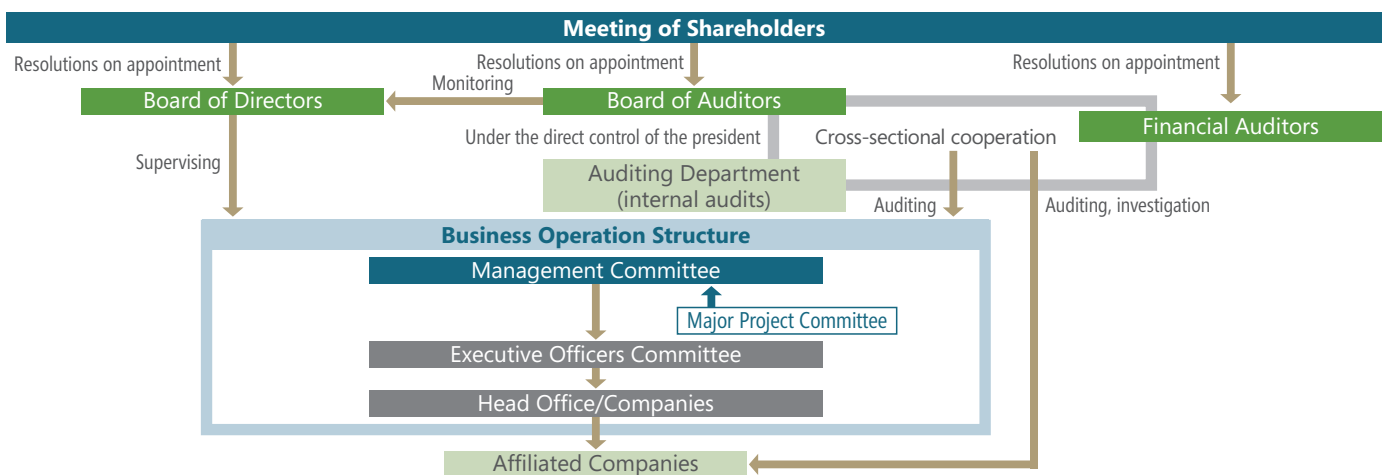 Meeting of Shareholders
Resolutions on appointment
Resolutions on appointment
Resolutions on appointment
Monitoring
Board of Directors
Board of Auditors
Financial Auditors
Under the direct control of the president
Cross-sectional cooperation
Supervising
Auditing Department
(internal audits)
Auditing
Auditing, investigation
Business Operation Structure
Management Committee
Major Project Committee
Executive Officers Committee
Head Office/Companies
Affiliated Companies